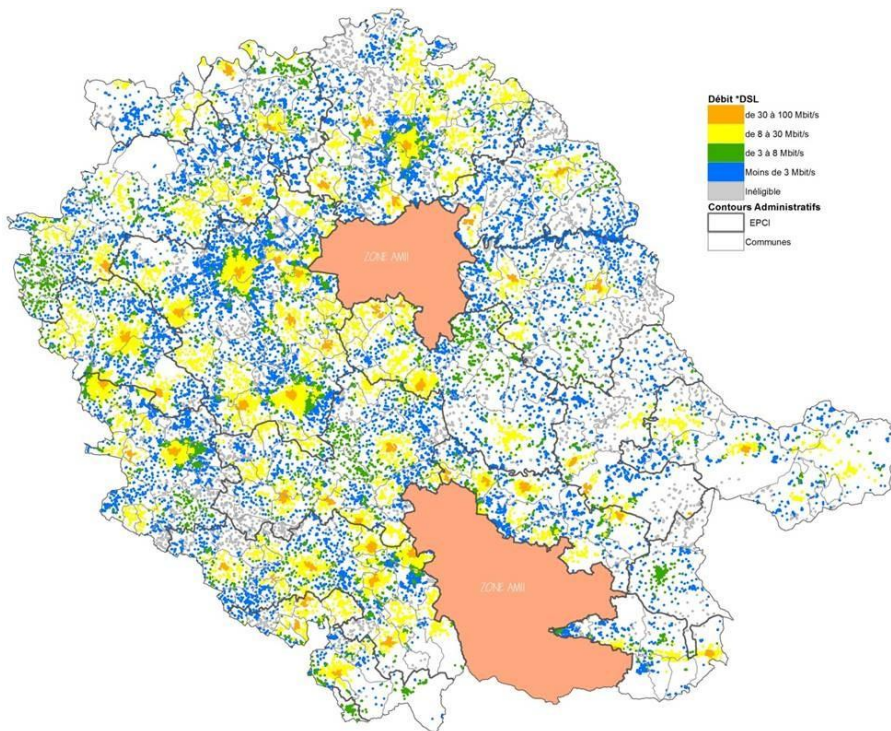 Débit *DSL
de 30 à 100 Mbit/s
de 8 à 30 Mbit/s
de 3 à 8 Mbit/s
Moins de 3 Mbit/s
Inéligible
Contours Administratifs
EPCI
Communes
ZONE AMII
ZONE AMII